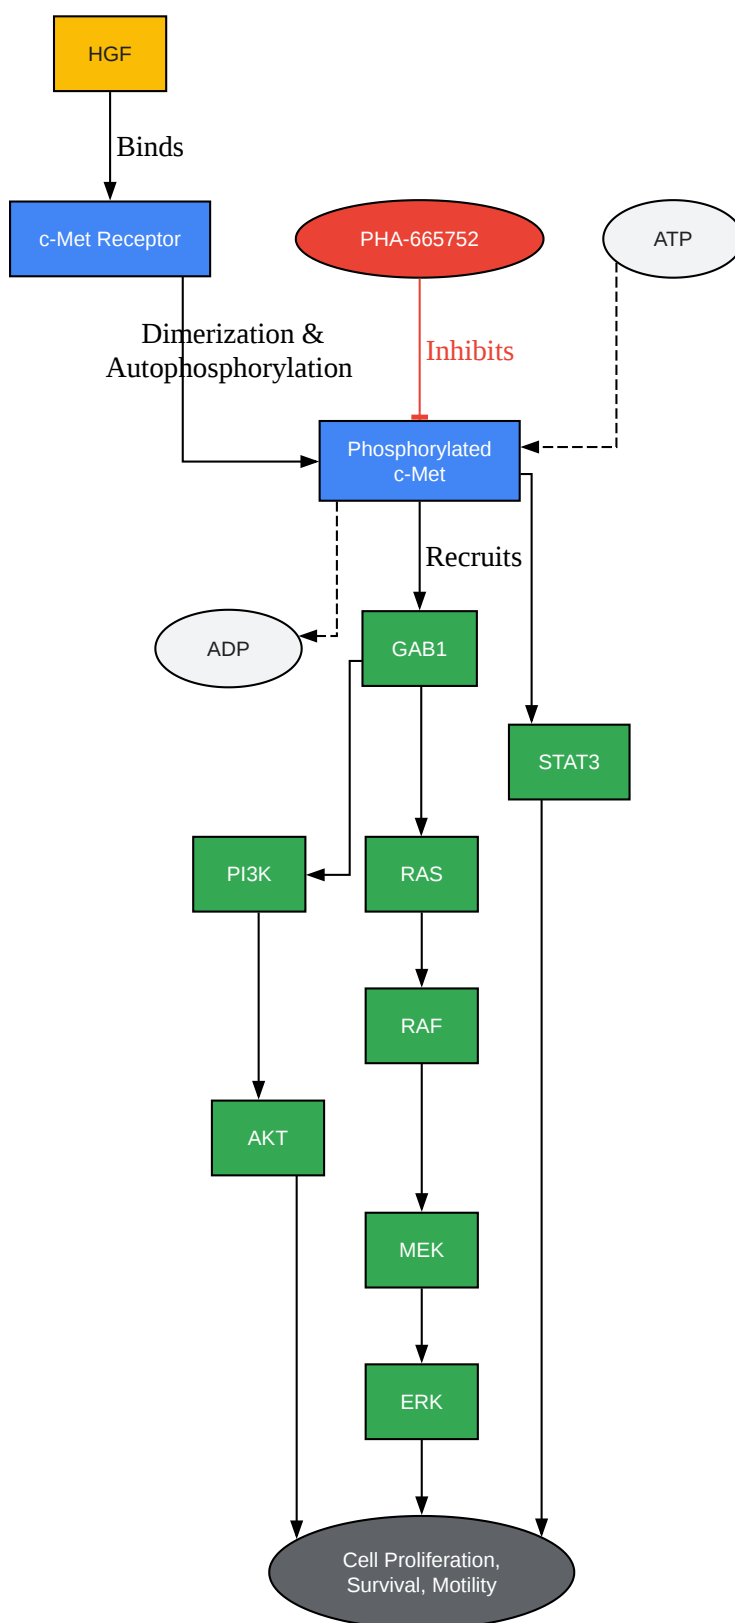 HGF
Binds
c-Met Receptor
PHA-665752
ATP
Dimerization &
Autophosphorylation
Inhibits
Phosphorylated
c-Met
Recruits
ADP
GAB1
STAT3
PI3K
RAS
RAF
AKT
MEK
ERK
Cell Proliferation,
Survival, Motility